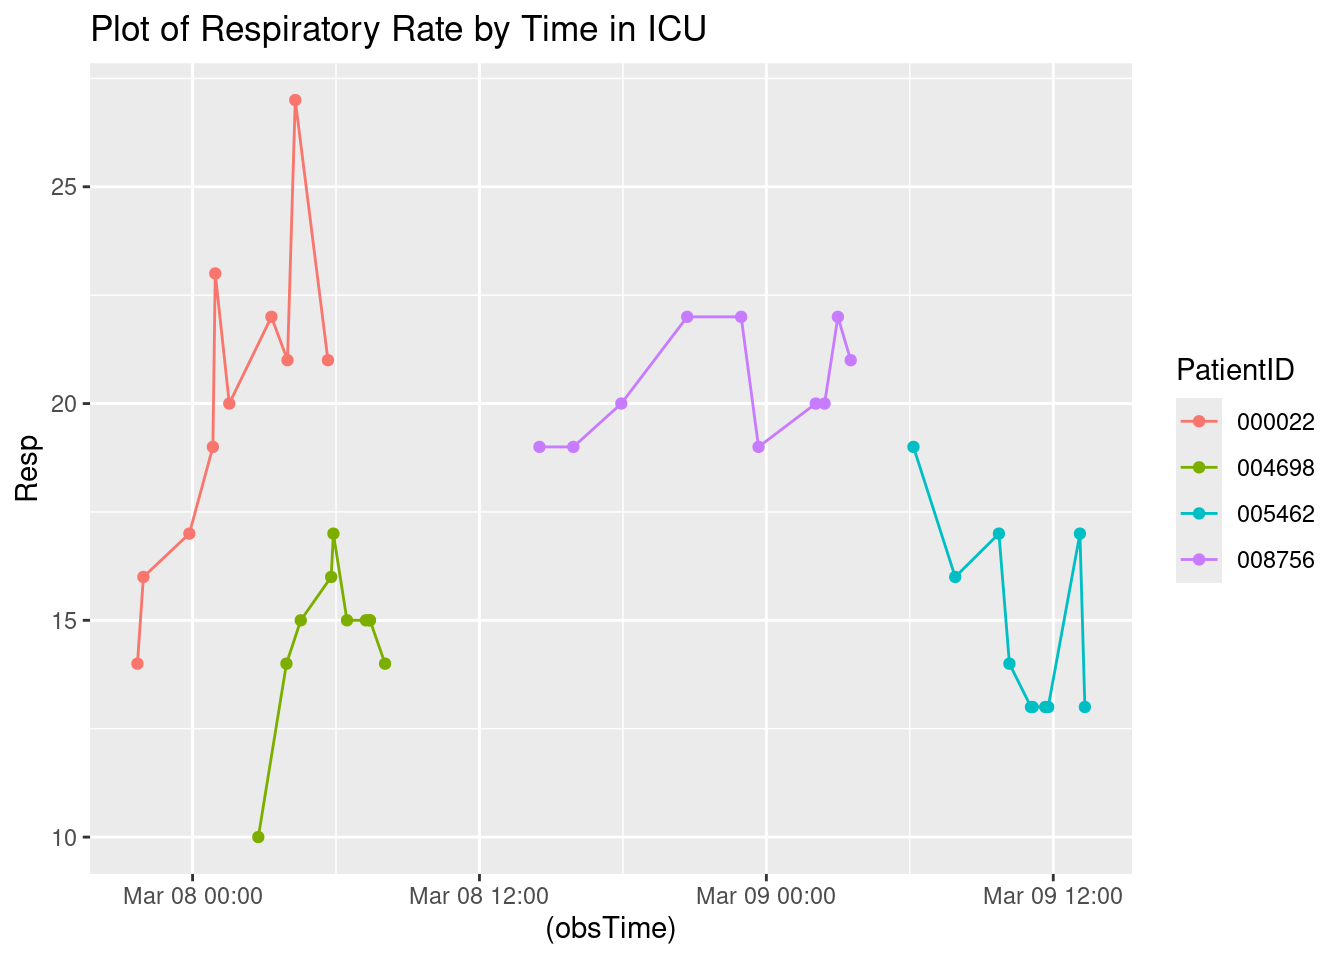 Plot of Respiratory Rate by Time in ICU
25
20
15
10
Resp
Mar 08 00:00
Mar 08 12:00
Mar 09 00:00
Mar 09 12:00
(obsTime)
PatientID
000022
004698
005462
008756